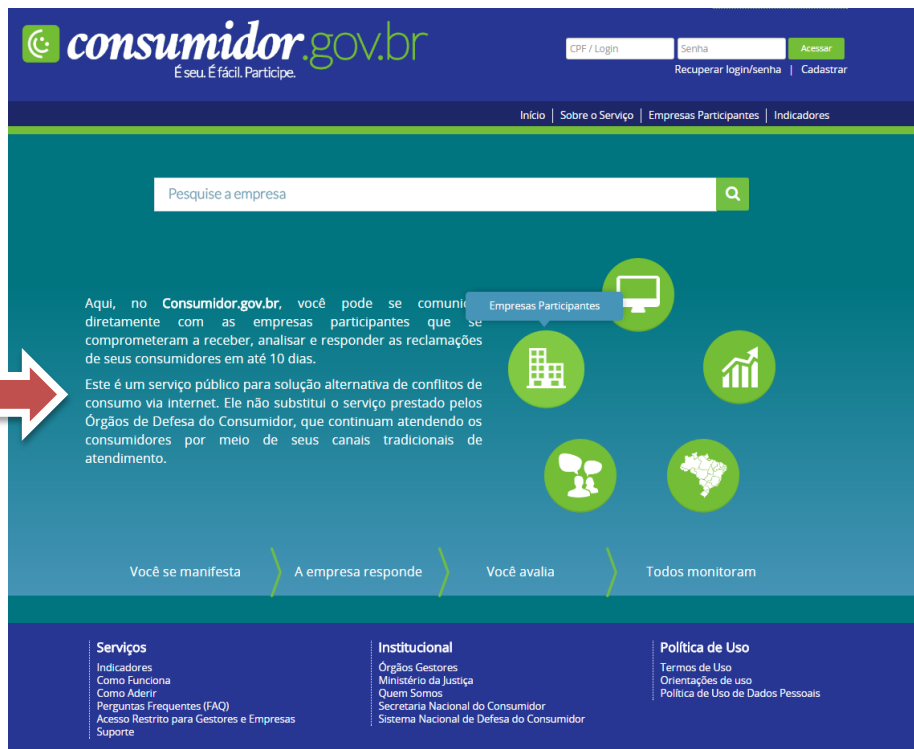 consumidor.gov.br
É seu. É fácil. Participe.
CPF / Login
Senha
Acessar
Recuperar login/senha | Cadastrar
Início | Sobre o Serviço | Empresas Participantes | Indicadores
Pesquise a empresa
Aqui, no Consumidor.gov.br, você pode se
diretamente com as empresas participantes que se
comprometeram a receber, analisar e responder as reclamações
de seus consumidores em até 10 dias.
Este é um serviço público para solução alternativa de conflitos de
consumo via internet. Ele não substitui o serviço prestado pelos
Órgãos de Defesa do Consumidor, que continuam atendendo os
consumidores por meio de seus canais tradicionais de
atendimento.
Empresas Participantes
Você se manifesta
A empresa responde
Você avalia
Todos monitoram
Serviços
Indicadores
Como Funciona
Como Aderir
Perguntas Frequentes (FAQ)
Acesso Restrito para Gestores e Empresas
Suporte
Institucional
Órgãos Gestores
Ministério da Justiça
Quem Somos
Secretaria Nacional do Consumidor
Sistema Nacional de Defesa do Consumidor
Política de Uso
Termos de Uso
Orientações de uso
Política de Uso de Dados Pessoais